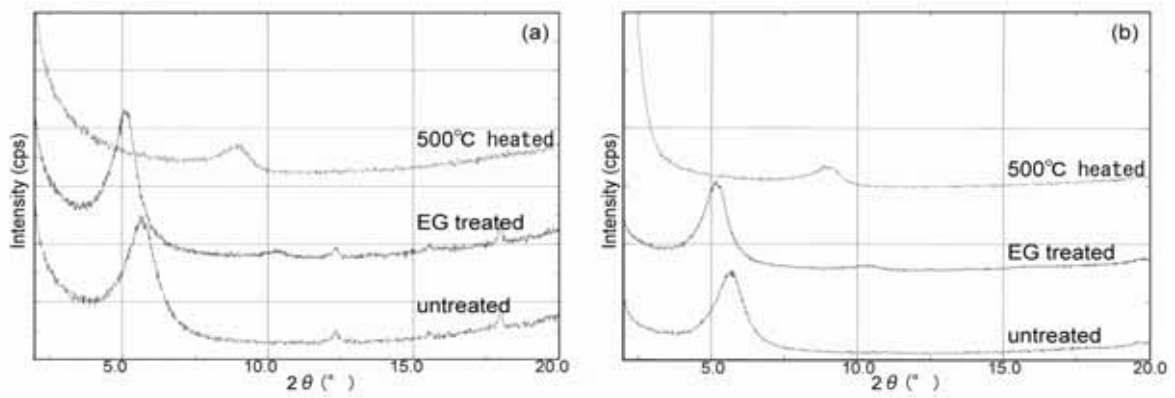 (a)
500℃ heated
EG treated
untreated
Intensity (cps)
5.0 10.0 15.0 20.0
2θ (°)
(b)
500℃ heated
EG treated
untreated
Intensity (cps)
5.0 10.0 15.0 20.0
2θ (°)